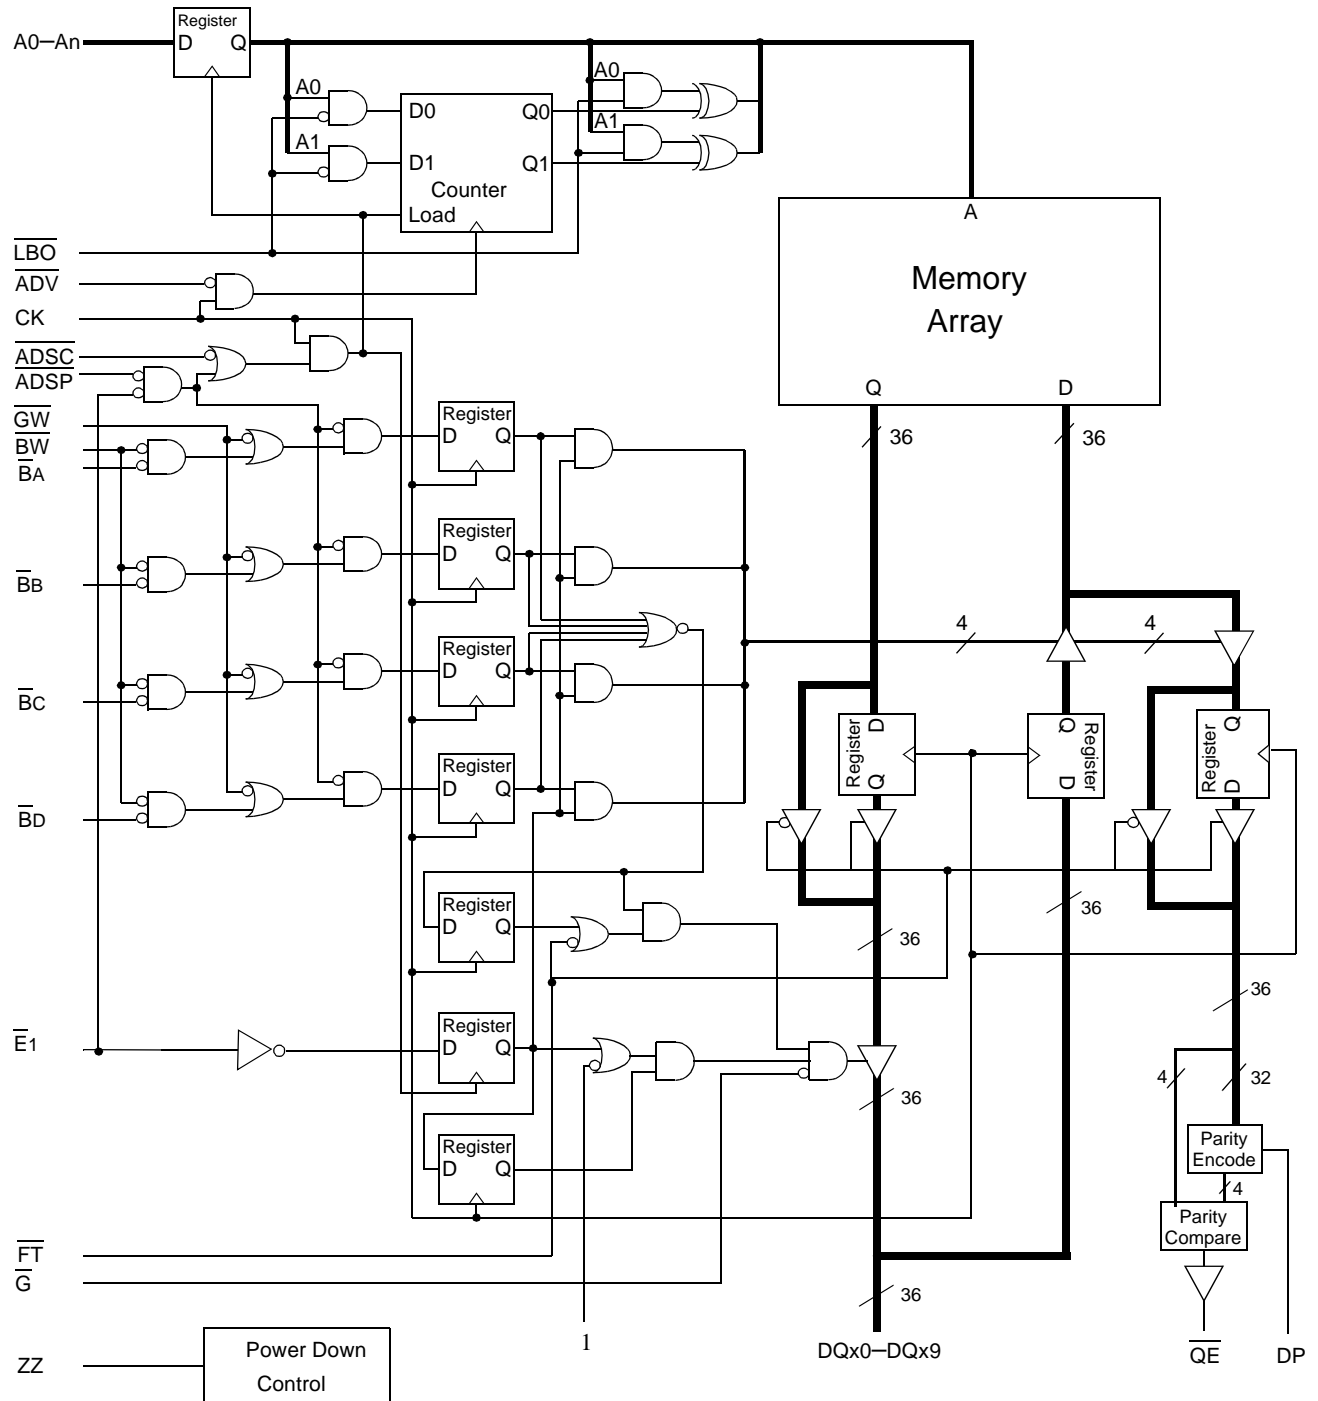 Register
A0–An
D Q
A0
A0
D0
Q0
A1
A1
D1
Q1
Counter
Load
A
LBO
ADV
CK
Memory
Array
ADSC
ADSP
Q
D
GW
BW
BA
Register
D Q
36
36
Register
D Q
BB
4
4
Register
D Q
BC
Register
D
Q
Register
Q
D
Register
Q
D
Register
D Q
BD
Register
D Q
36
36
36
E1
Register
D Q
4
32
36
Register
D Q
Parity
Encode
4
Parity
Compare
FT
G
36
1
DQx0–DQx9
QE
DP
ZZ
Power Down
Control